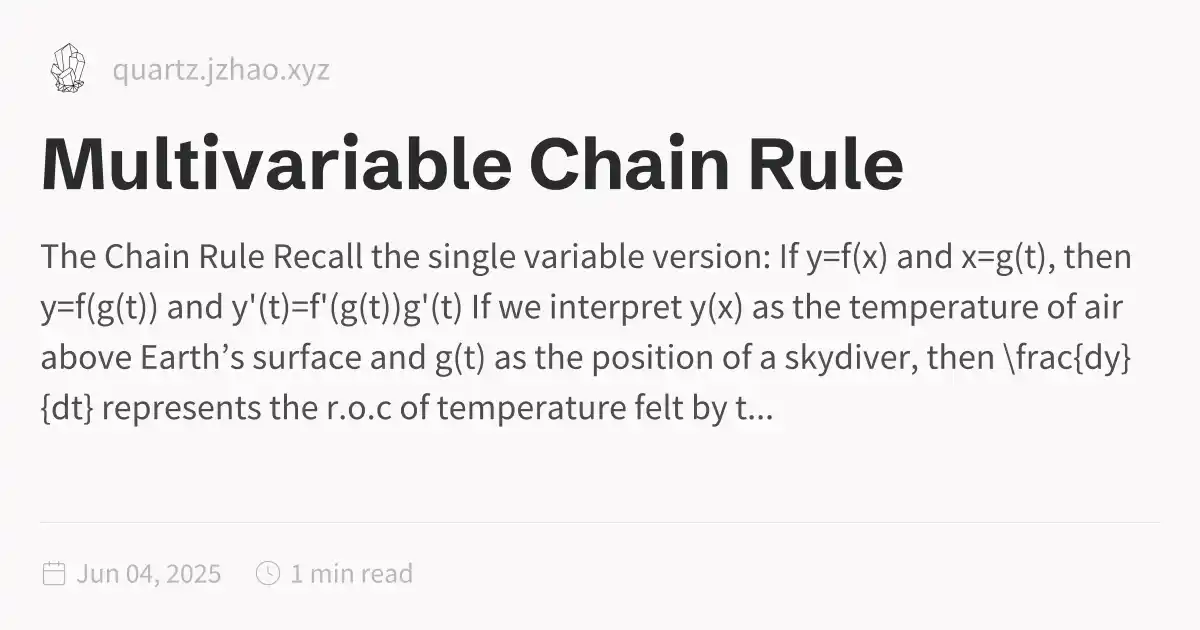 quartz.jzhao.xyz
Multivariable Chain Rule
The Chain Rule Recall the single variable version: If y=f(x) and x=g(t), then
y=f(g(t)) and y'(t)=f'(g(t))g'(t) If we interpret y(x) as the temperature of air
above Earth’s surface and g(t) as the position of a skydiver, then \frac{dy}
{dt} represents the r.o.c of temperature felt by t...
Jun 04, 2025 1 min read